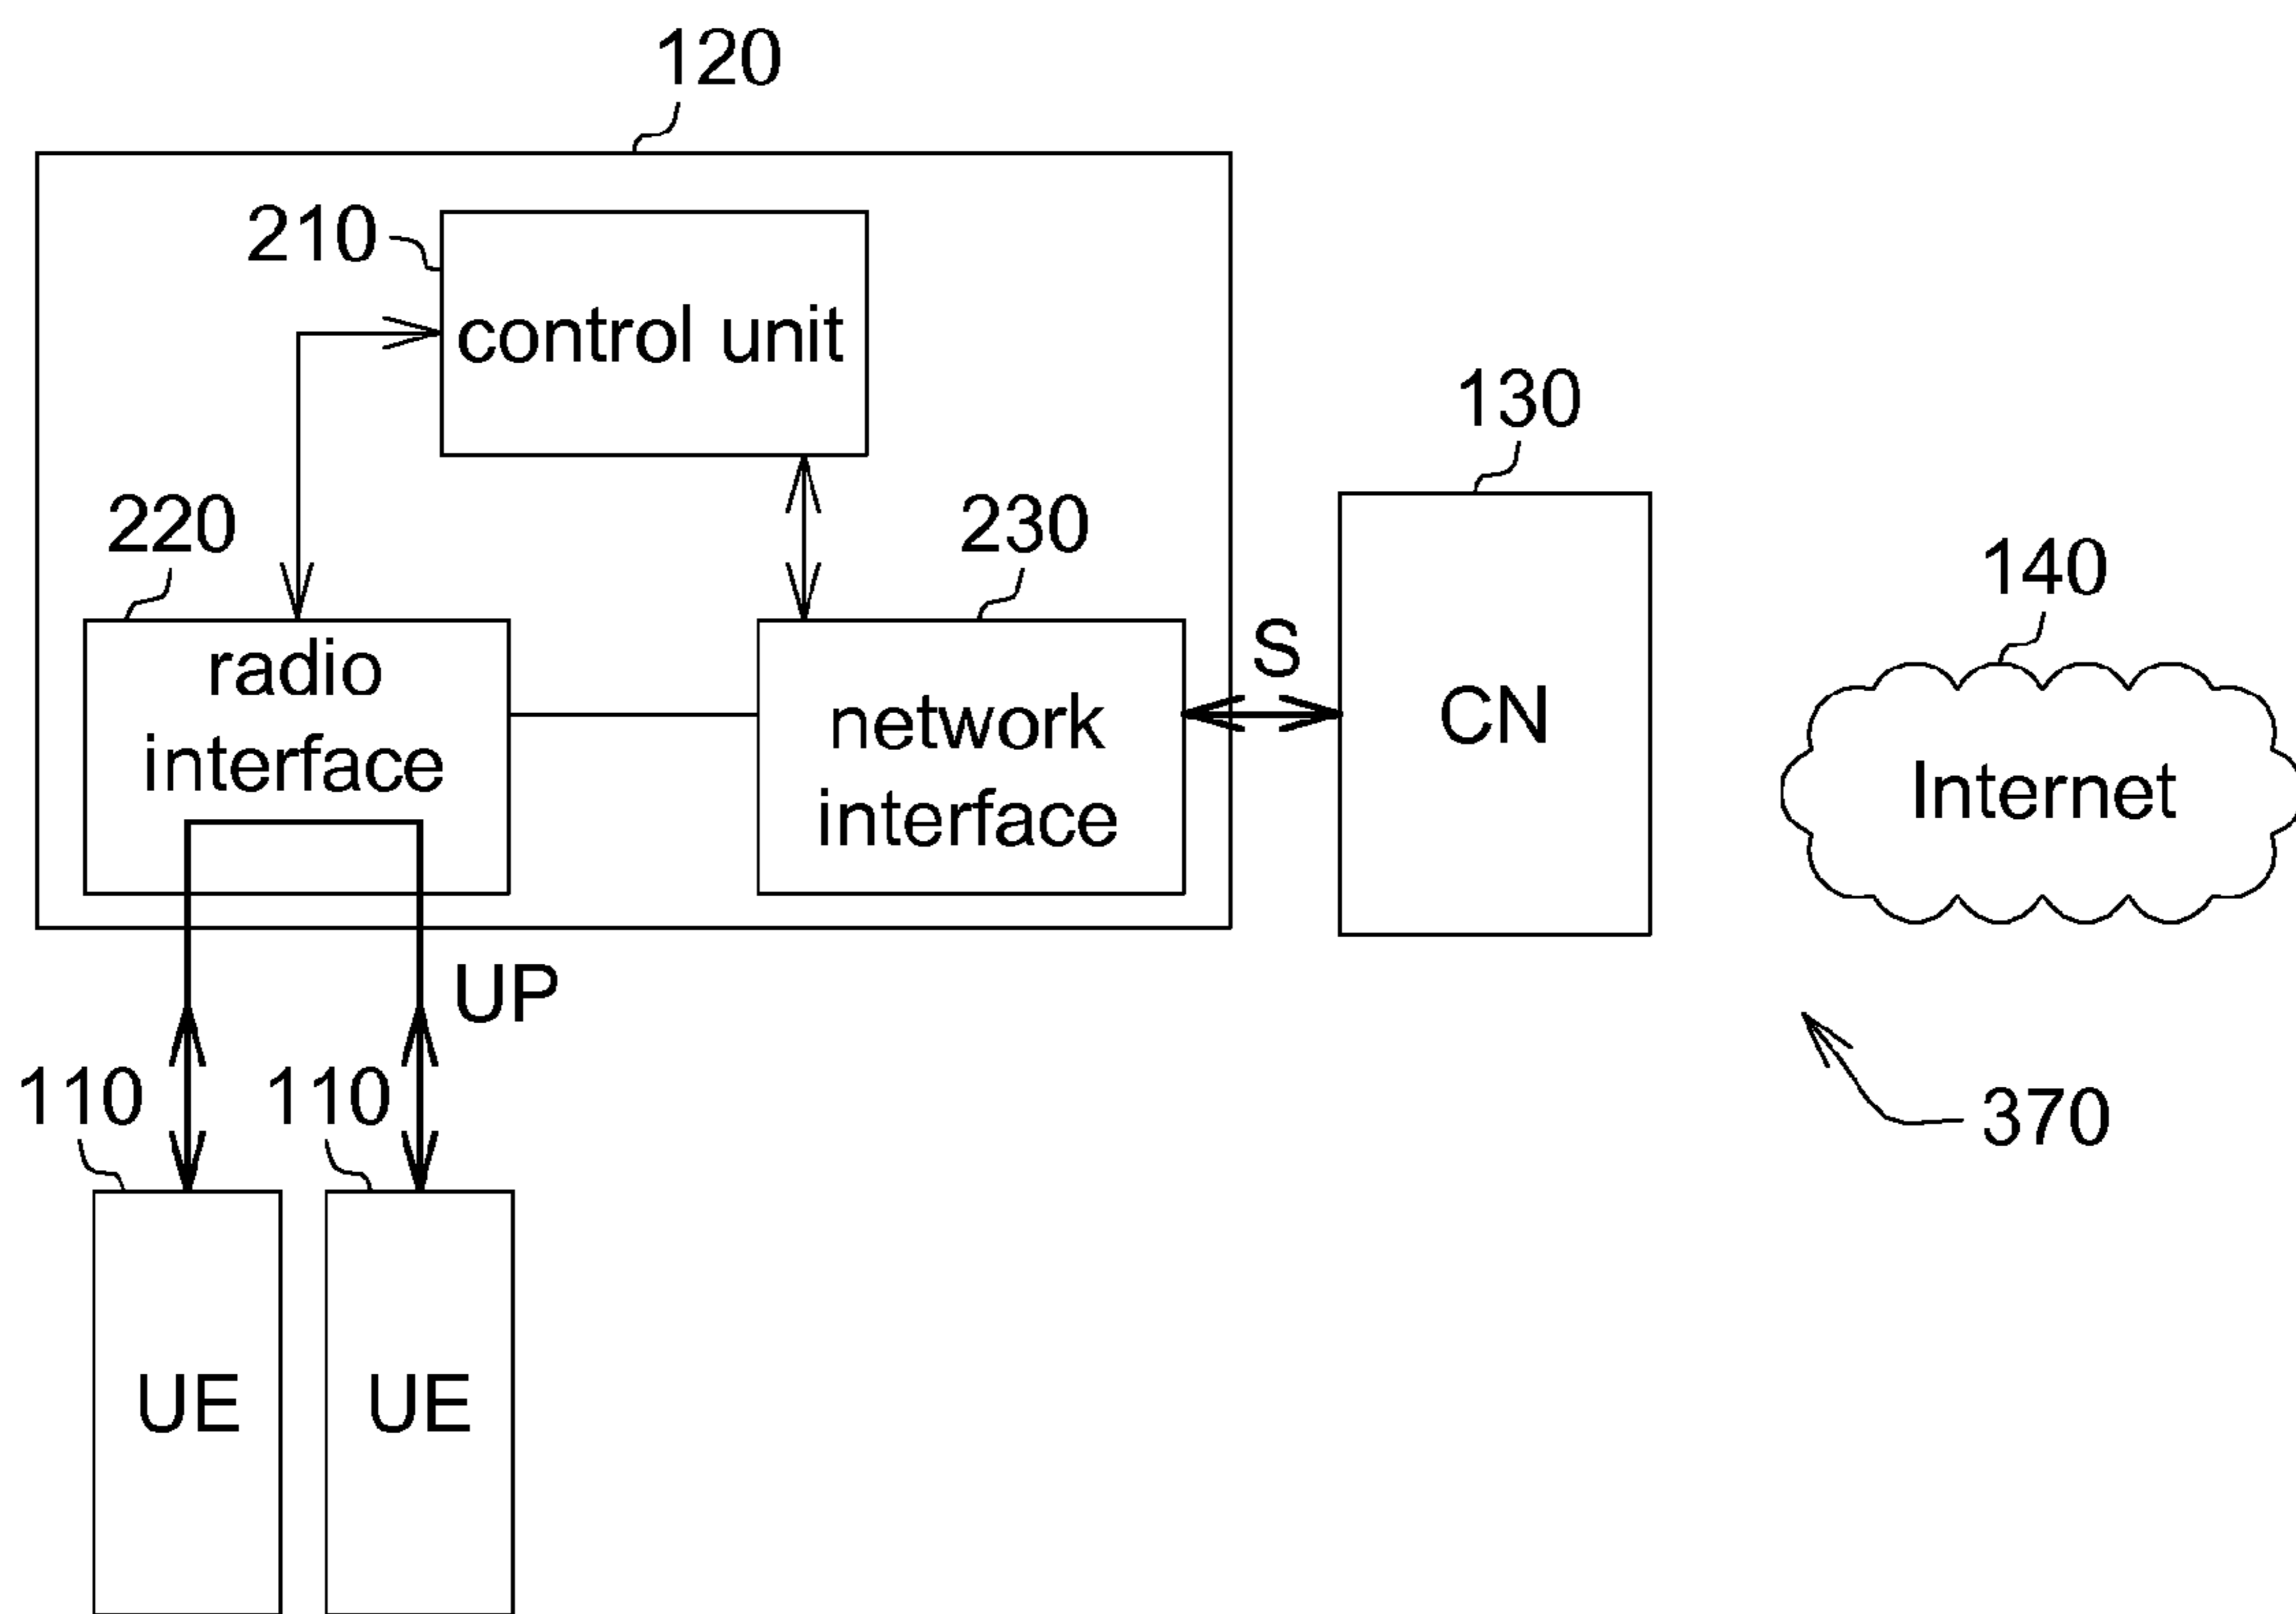 120
210
control unit
130
220
230
140
S
radio
interface
network
interface
CN
Internet
UP
110
110
370
UE
UE